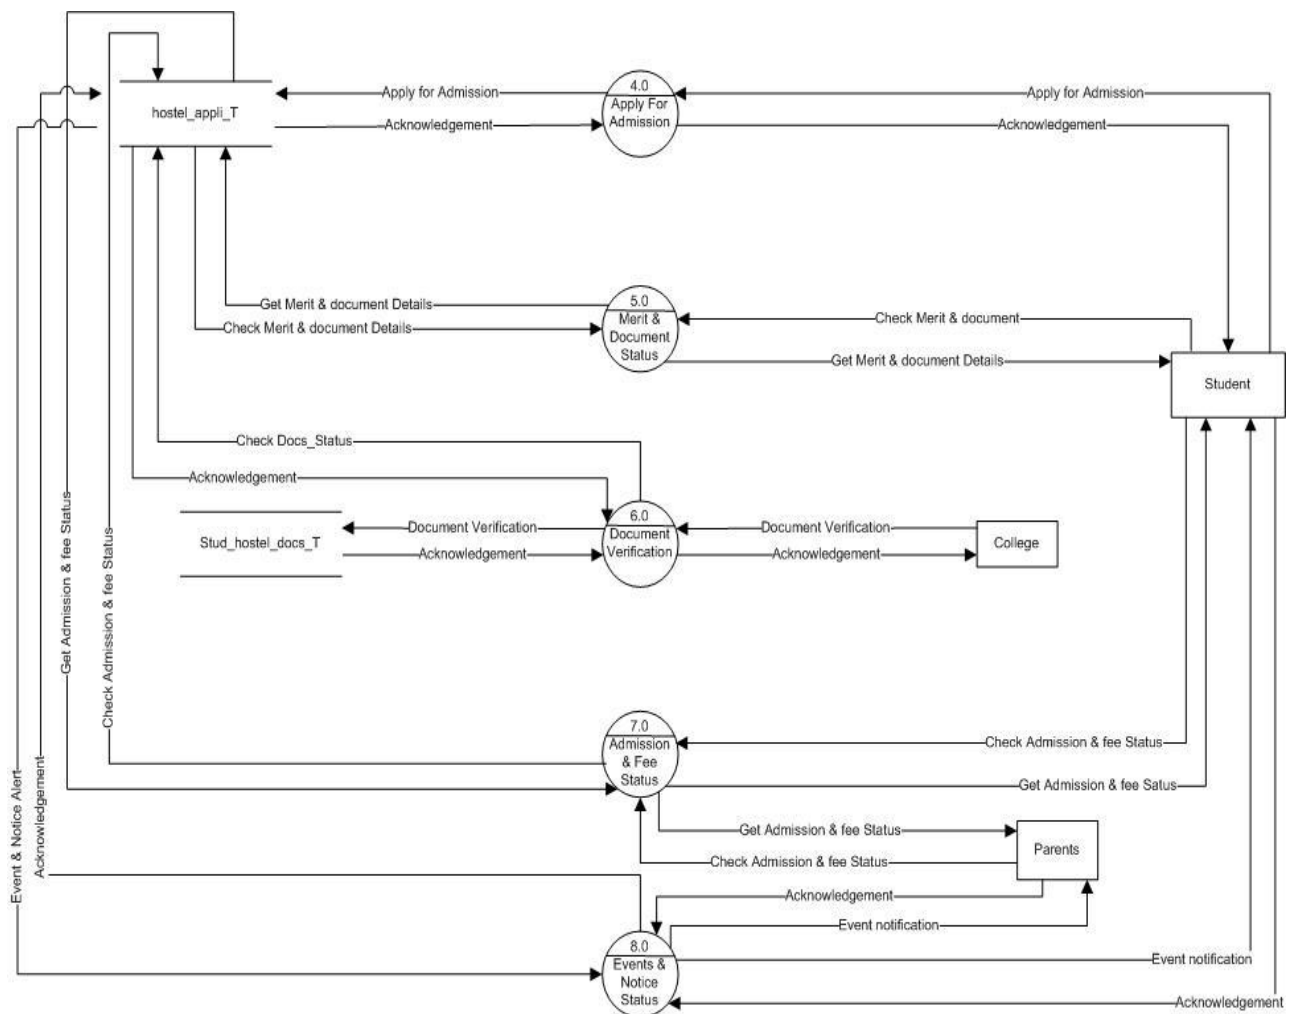 4.0
Apply For
Admission
Apply for Admission
Apply for Admission
hostel_appli_T
Acknowledgement
Acknowledgement
5.0
Merit &
Document
Status
Get Merit & document Details
Check Merit & document
Check Merit & document Details
Get Merit & document Details
Student
Check Docs_Status
Acknowledgement
6.0
Document
Verification
Document Verification
Document Verification
Stud_hostel_docs_T
College
Acknowledgement
Acknowledgement
Get Admission & fee Status
Check Admission & fee Status
7.0
Admission
& Fee
Status
Check Admission & fee Status
Get Admission & fee Satus
Event & Notice Alert
Acknowledgement
Get Admission & fee Status
Parents
Check Admission & fee Status
Acknowledgement
Event notification
8.0
Events &
Notice
Status
Event notification
Acknowledgement